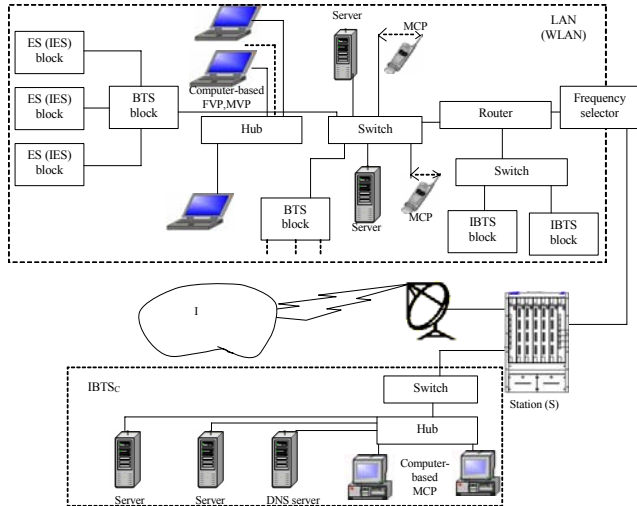 LAN
(WLAN)
ES (IES)
block
ES (IES)
block
ES (IES)
block
BTS
block
Computer-based
FVP,MVP
Hub
Server
MCP
Switch
Router
Frequency
selector
BTS
block
Server
MCP
Switch
IBTS
block
IBTS
block
I
Station (S)
IBTSC
Switch
Hub
Server
Server
DNS server
Computer-
based
MCP